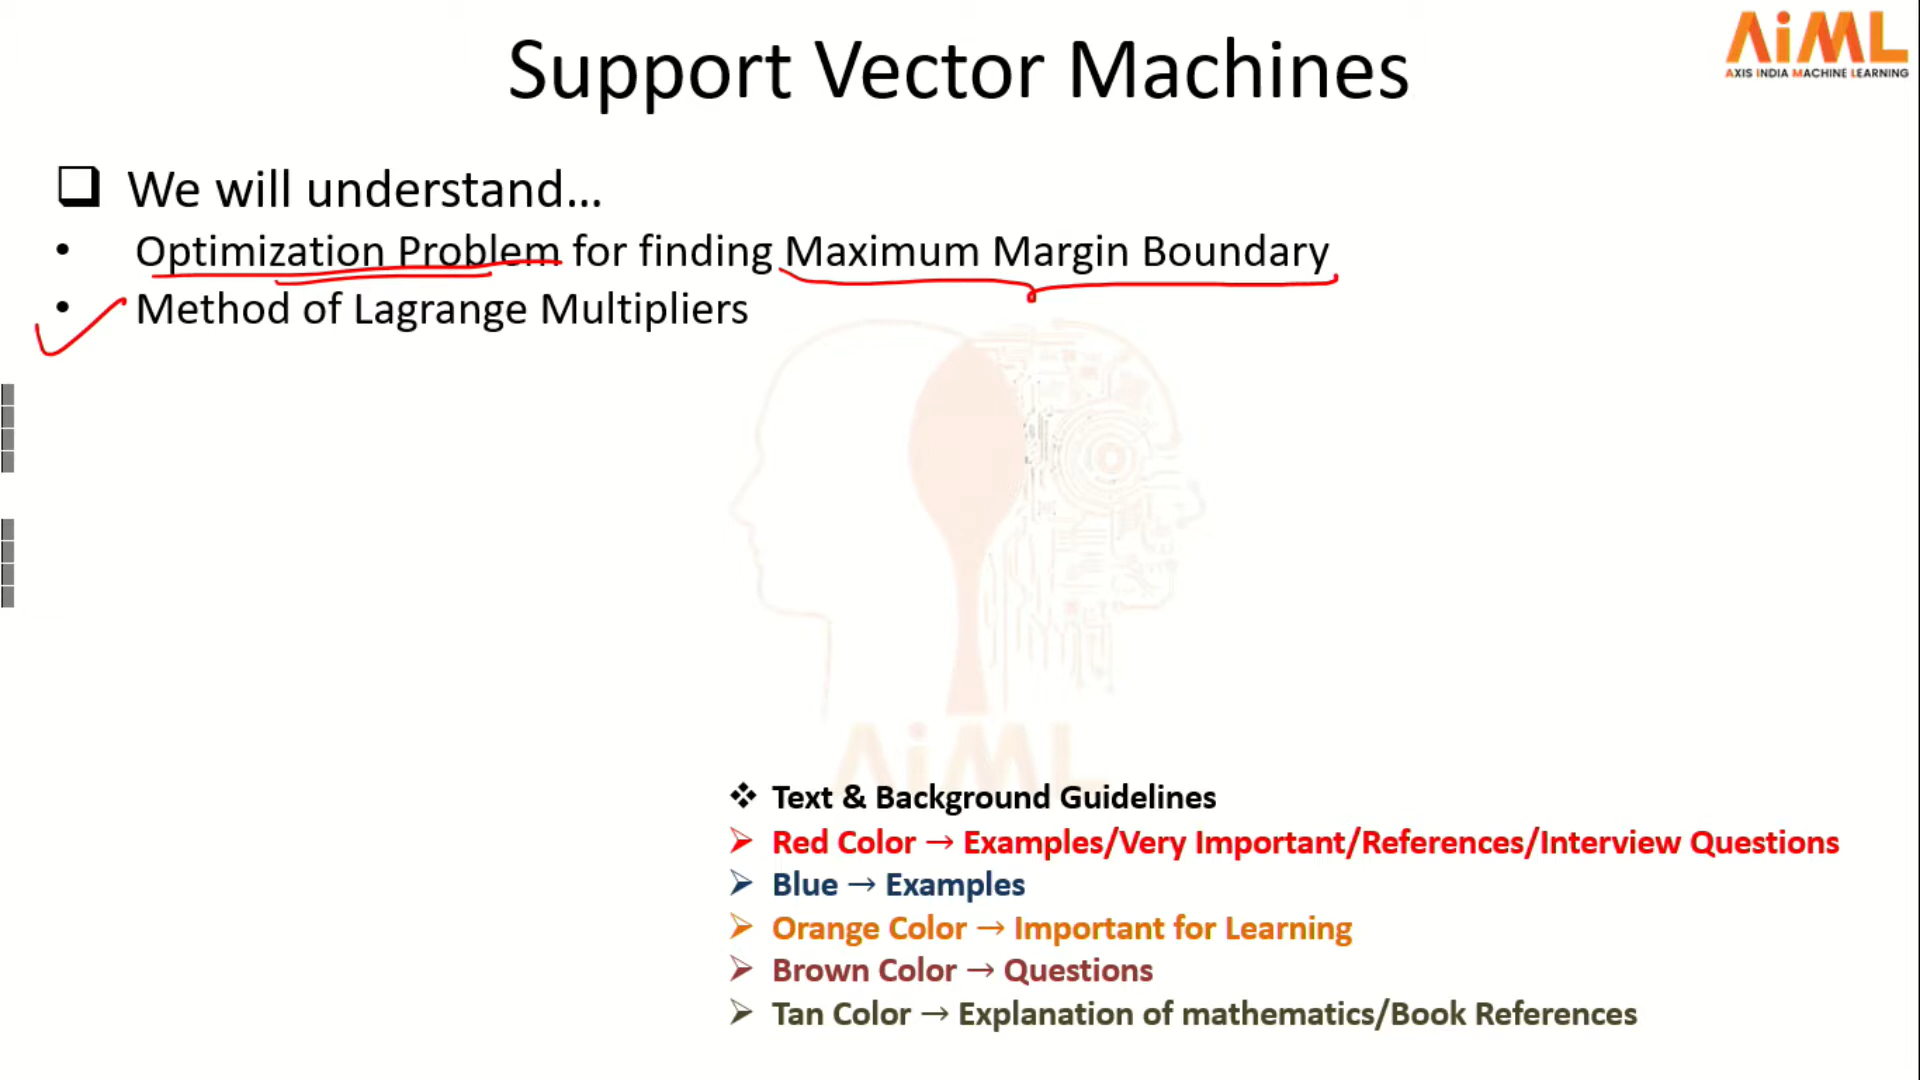 AiML
AXIS INDIA MACHINE LEARNING
Support Vector Machines
❑ We will understand...
• Optimization Problem for finding Maximum Margin Boundary
• Method of Lagrange Multipliers
AiML
❖ Text & Background Guidelines
➢ Red Color → Examples/Very Important/References/Interview Questions
➢ Blue → Examples
➢ Orange Color → Important for Learning
➢ Brown Color → Questions
➢ Tan Color → Explanation of mathematics/Book References